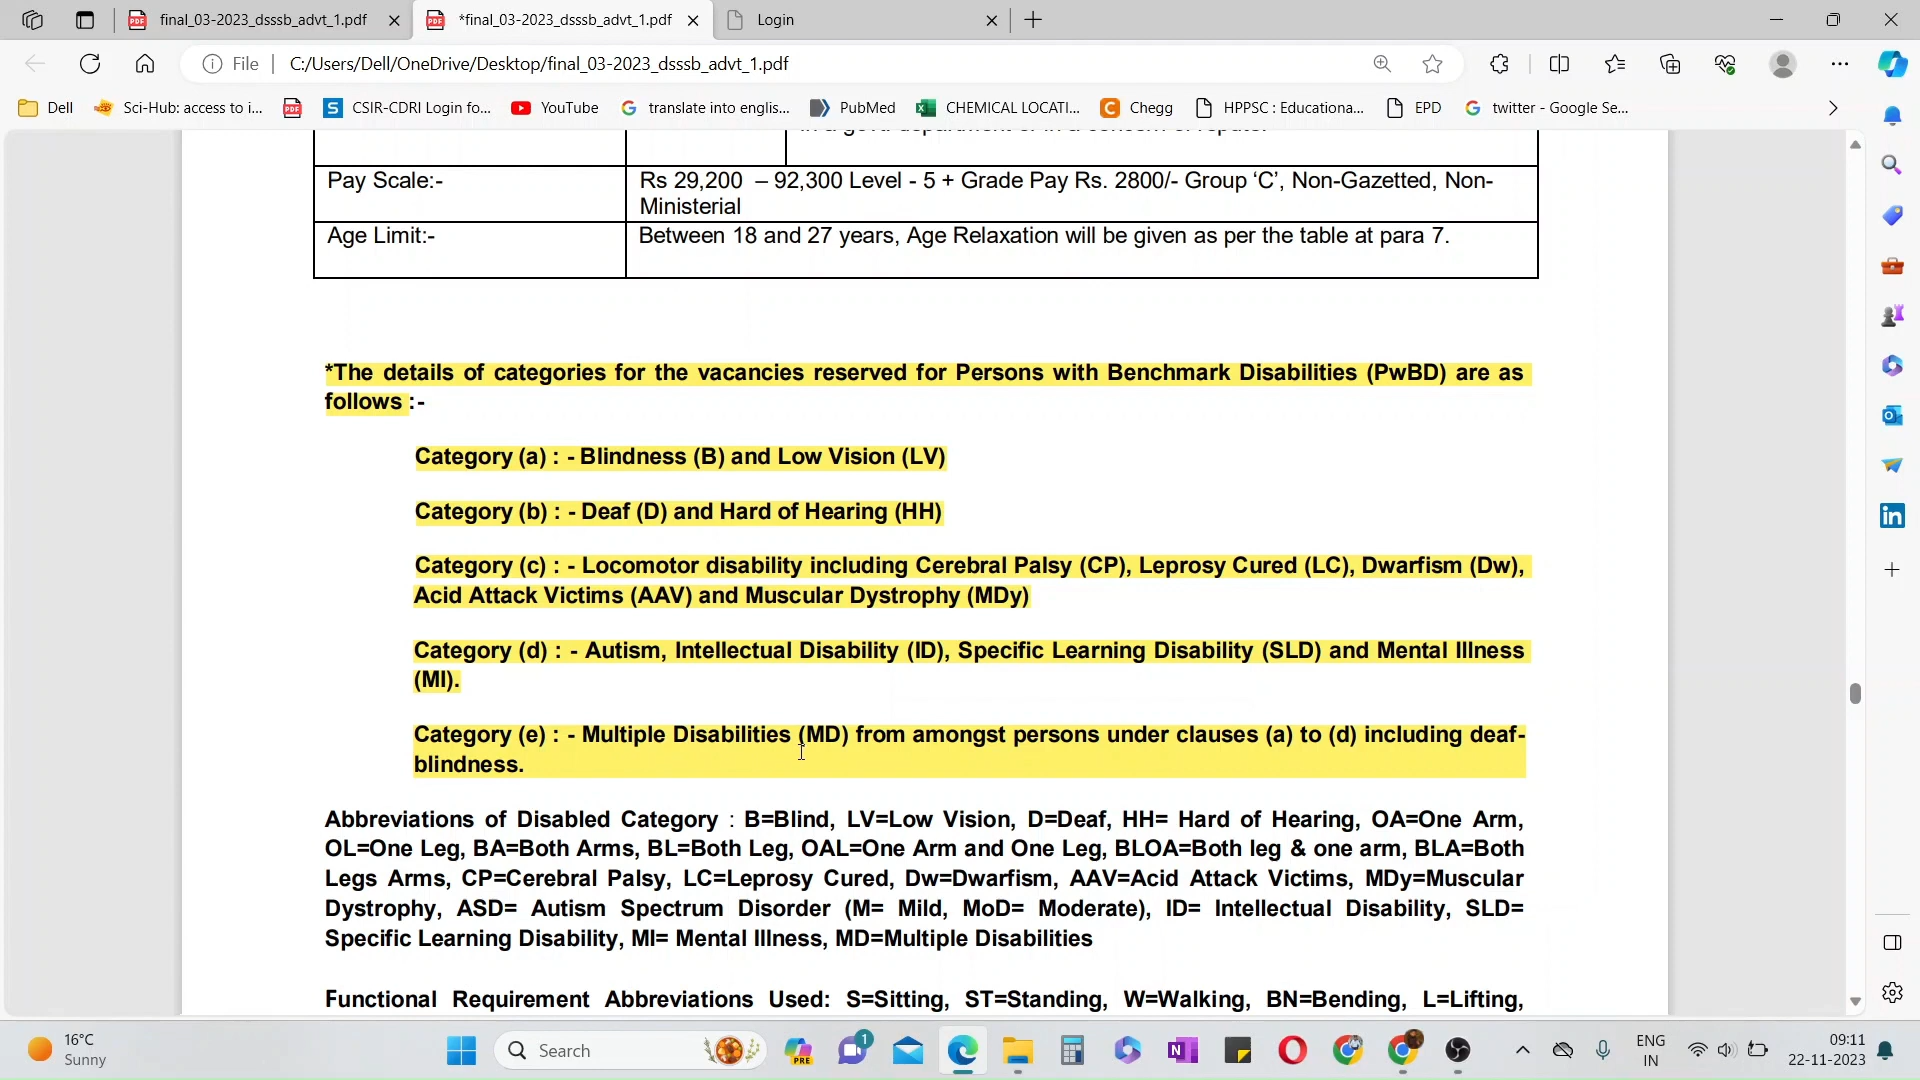 final_03-2023_dsssb_advt_1.pdf
*final_03-2023_dsssb_advt_1.pdf
Login
File
C:/Users/Dell/OneDrive/Desktop/final_03-2023_dsssb_advt_1.pdf
Dell
Sci-Hub: access to i...
CSIR-CDRI Login fo...
YouTube
translate into englis...
PubMed
CHEMICAL LOCATI...
Chegg
HPPSC : Educationa...
EPD
twitter - Google Se...
Pay Scale:-
Rs 29,200 – 92,300 Level - 5 + Grade Pay Rs. 2800/- Group ‘C’, Non-Gazetted, Non-
Ministerial
Age Limit:-
Between 18 and 27 years, Age Relaxation will be given as per the table at para 7.
*The details of categories for the vacancies reserved for Persons with Benchmark Disabilities (PwBD) are as
follows :-
Category (a) : - Blindness (B) and Low Vision (LV)
Category (b) : - Deaf (D) and Hard of Hearing (HH)
Category (c) : - Locomotor disability including Cerebral Palsy (CP), Leprosy Cured (LC), Dwarfism (Dw),
Acid Attack Victims (AAV) and Muscular Dystrophy (MDy)
Category (d) : - Autism, Intellectual Disability (ID), Specific Learning Disability (SLD) and Mental Illness
(MI).
Category (e) : - Multiple Disabilities (MD) from amongst persons under clauses (a) to (d) including deaf-
blindness.
Abbreviations of Disabled Category : B=Blind, LV=Low Vision, D=Deaf, HH= Hard of Hearing, OA=One Arm,
OL=One Leg, BA=Both Arms, BL=Both Leg, OAL=One Arm and One Leg, BLOA=Both leg & one arm, BLA=Both
Legs Arms, CP=Cerebral Palsy, LC=Leprosy Cured, Dw=Dwarfism, AAV=Acid Attack Victims, MDy=Muscular
Dystrophy, ASD= Autism Spectrum Disorder (M= Mild, MoD= Moderate), ID= Intellectual Disability, SLD=
Specific Learning Disability, MI= Mental Illness, MD=Multiple Disabilities
Functional Requirement Abbreviations Used: S=Sitting, ST=Standing, W=Walking, BN=Bending, L=Lifting,
16°C
Sunny
Search
PRE
1
ENG
IN
09:11
22-11-2023